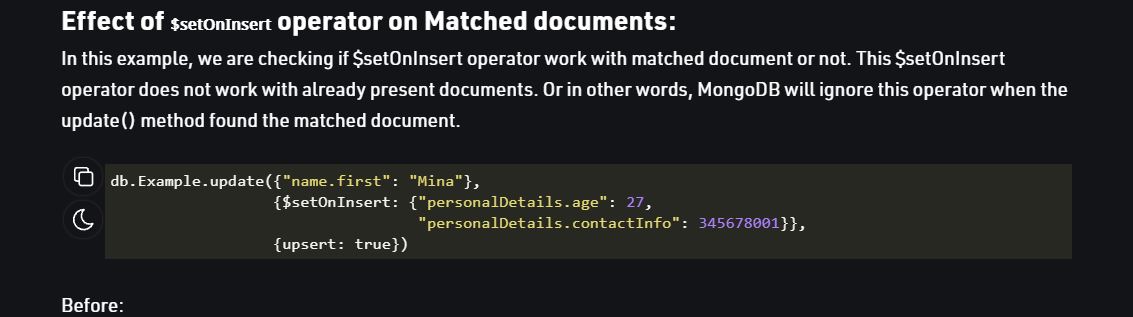 Effect of $setOnInsert operator on Matched documents:
In this example, we are checking if $setOnInsert operator work with matched document or not. This $setOnInsert
operator does not work with already present documents. Or in other words, MongoDB will ignore this operator when the
update() method found the matched document.
db.Example.update({"name.first": "Mina"},
{$setOnInsert: {"personalDetails.age": 27,
"personalDetails.contactInfo": 345678001}},
{upsert: true})
Before: